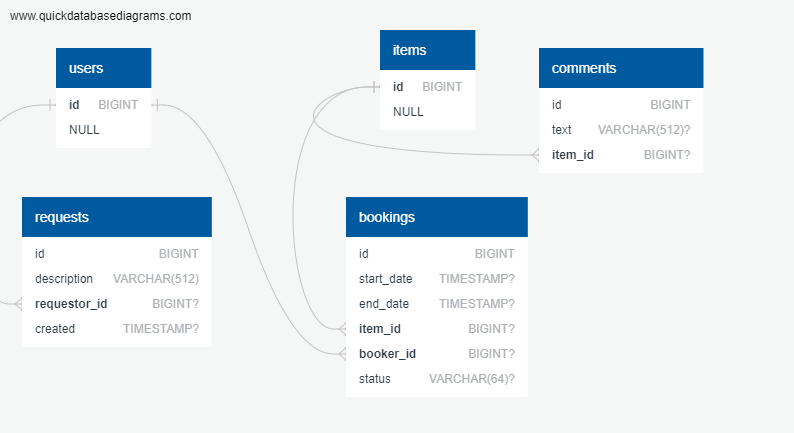 www.quickdatabasediagrams.com
users
id BIGINT
NULL
items
id BIGINT
NULL
comments
id BIGINT
text VARCHAR(512)?
item_id BIGINT?
requests
id BIGINT
description VARCHAR(512)
requestor_id BIGINT?
created TIMESTAMP?
bookings
id BIGINT
start_date TIMESTAMP?
end_date TIMESTAMP?
item_id BIGINT?
booker_id BIGINT?
status VARCHAR(64)?